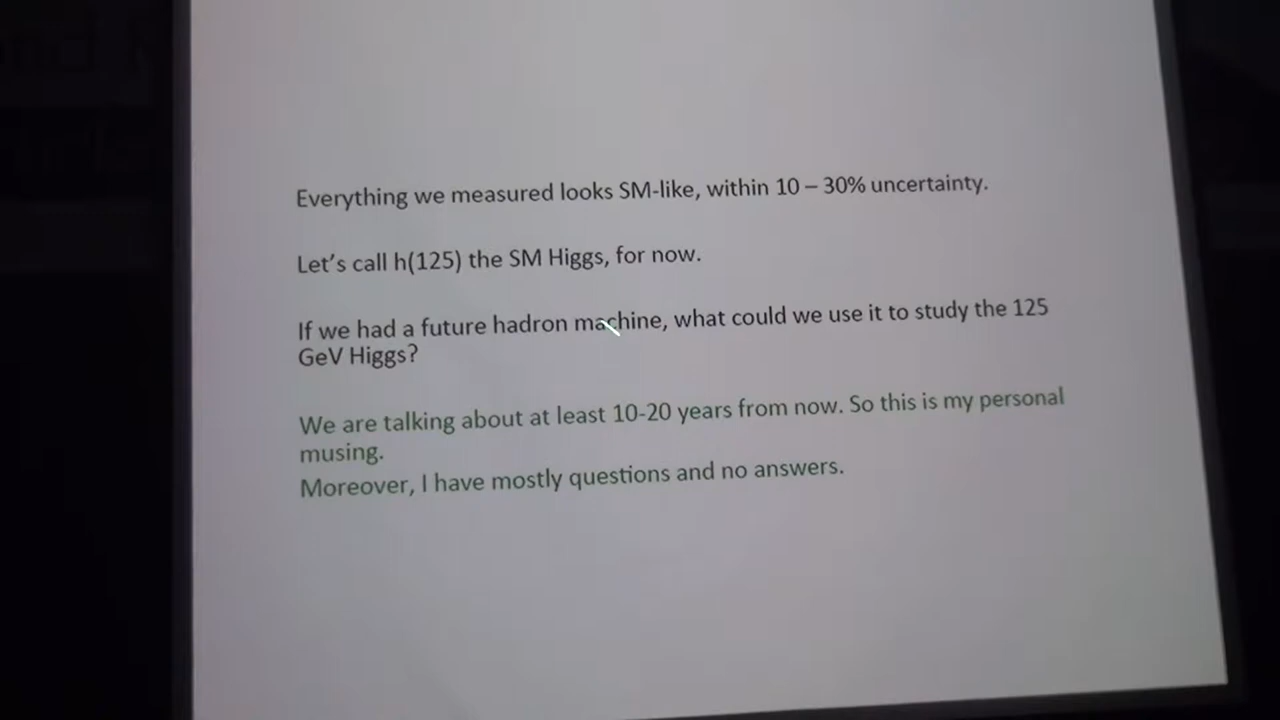 Everything we measured looks SM-like, within 10 – 30% uncertainty.
Let's call h(125) the SM Higgs, for now.
If we had a future hadron machine, what could we use it to study the 125
GeV Higgs?
We are talking about at least 10-20 years from now. So this is my personal
musing.
Moreover, I have mostly questions and no answers.